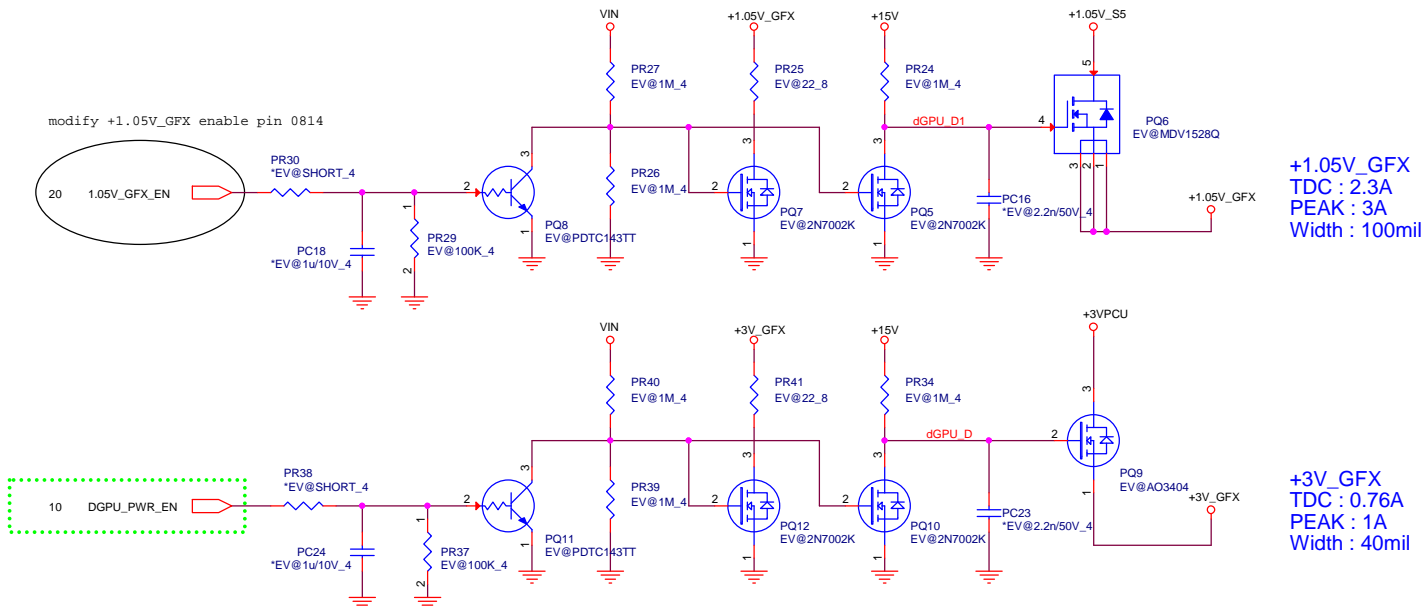 VIN
+1.05V_GFX
+15V
+1.05V_S5
PR27
EV@1M_4
PR25
EV@22_8
PR24
EV@1M_4
5
modify +1.05V_GFX enable pin 0814
dGPU_D1
4
PQ6
EV@MDV1528Q
3
2
1
20
1.05V_GFX_EN
PR30
*EV@SHORT_4
2
3
1
PQ8
EV@PDTC143TT
PR26
EV@1M_4
2
3
1
PQ7
EV@2N7002K
2
3
1
PQ5
EV@2N7002K
PC16
*EV@2.2n/50V_4
+1.05V_GFX
PC18
*EV@1u/10V_4
1
2
PR29
EV@100K_4
+1.05V_GFX
TDC : 2.3A
PEAK : 3A
Width : 100mil
VIN
+3V_GFX
+15V
+3VPCU
PR40
EV@1M_4
PR41
EV@22_8
PR34
EV@1M_4
dGPU_D
2
3
1
PQ9
EV@AO3404
+3V_GFX
10
DGPU_PWR_EN
PR38
*EV@SHORT_4
2
3
1
PQ11
EV@PDTC143TT
PR39
EV@1M_4
2
3
1
PQ12
EV@2N7002K
2
3
1
PQ10
EV@2N7002K
PC23
*EV@2.2n/50V_4
PC24
*EV@1u/10V_4
1
2
PR37
EV@100K_4
+3V_GFX
TDC : 0.76A
PEAK : 1A
Width : 40mil